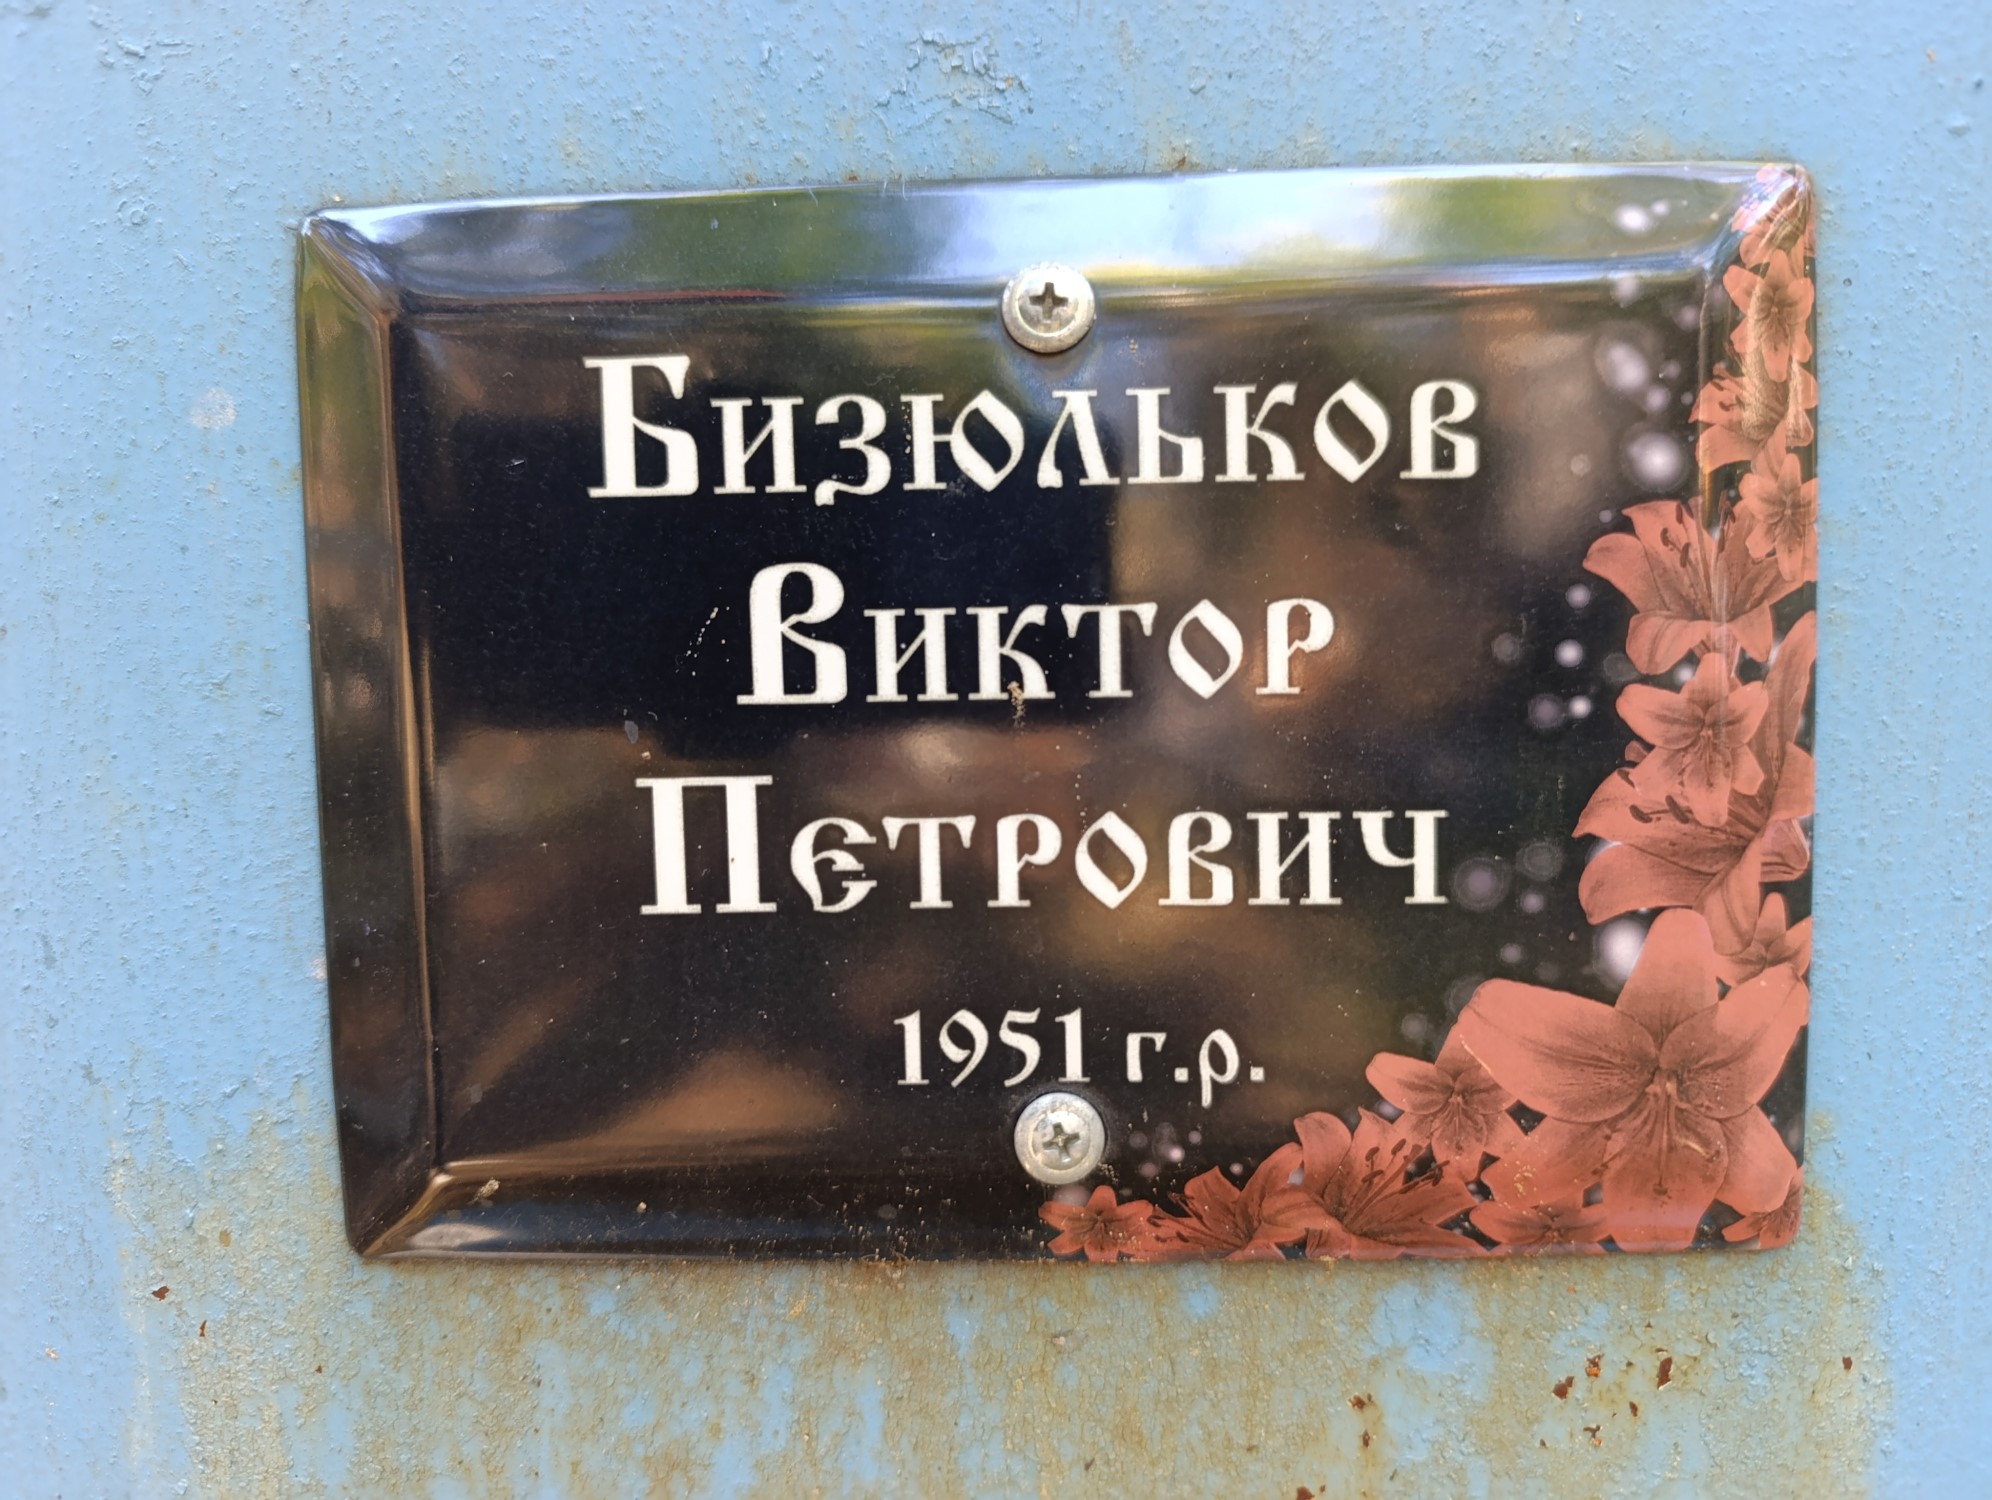 Бизюльков
Виктор
Петрович
1951 г.р.